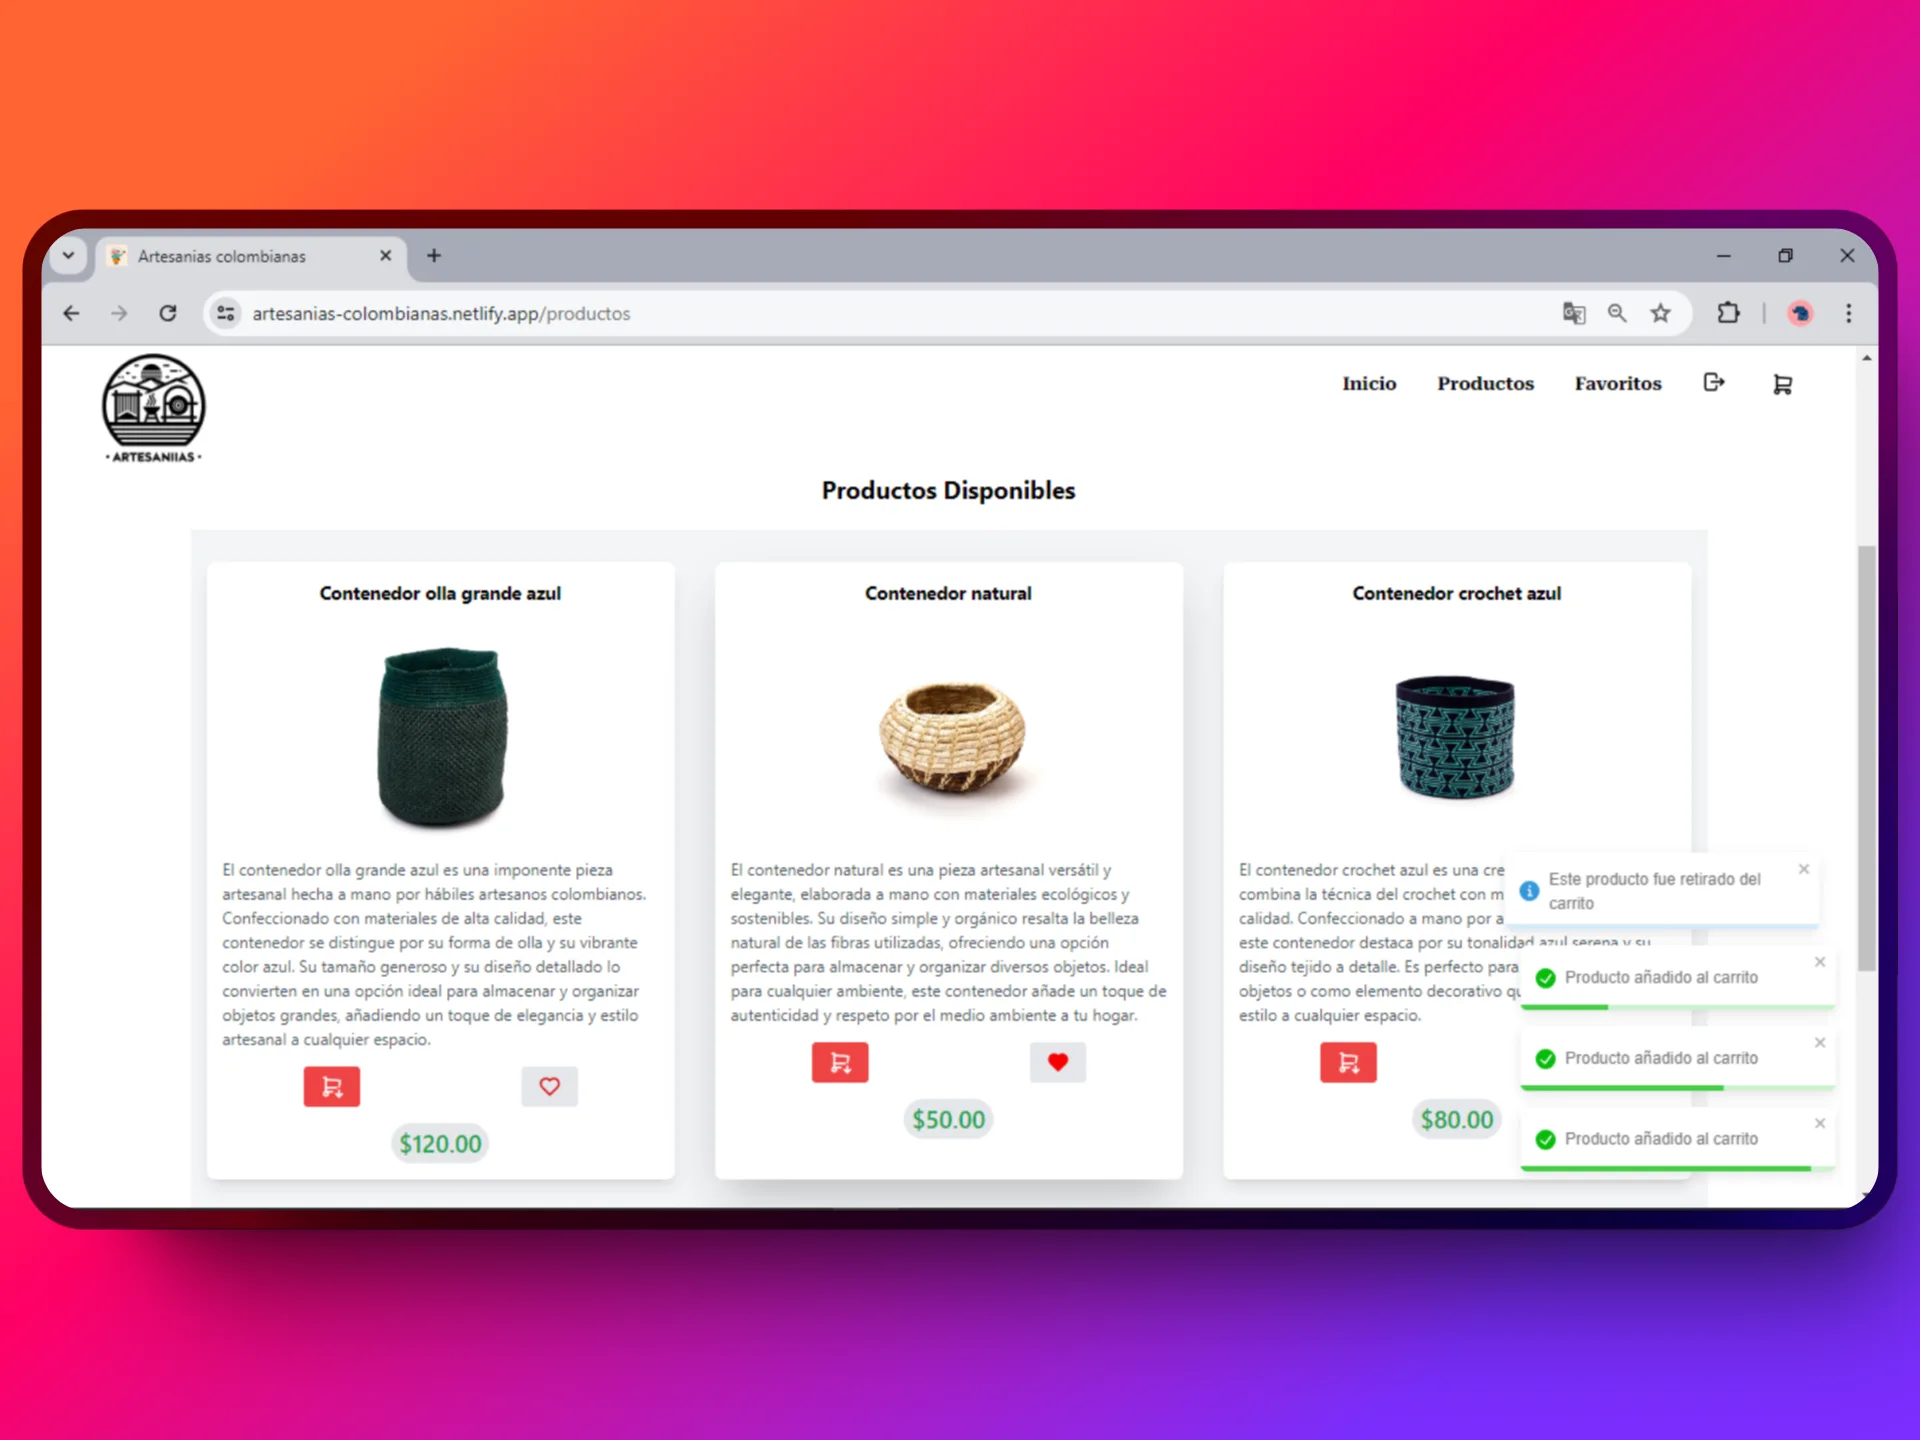 Artesanias colombianas
artesanias-colombianas.netlify.app/productos
· ARTESANIIAS ·
Inicio
Productos
Favoritos
Productos Disponibles
Contenedor olla grande azul
El contenedor olla grande azul es una imponente pieza
artesanal hecha a mano por hábiles artesanos colombianos.
Confeccionado con materiales de alta calidad, este
contenedor se distingue por su forma de olla y su vibrante
color azul. Su tamaño generoso y su diseño detallado lo
convierten en una opción ideal para almacenar y organizar
objetos grandes, añadiendo un toque de elegancia y estilo
artesanal a cualquier espacio.
$120.00
Contenedor natural
El contenedor natural es una pieza artesanal versátil y
elegante, elaborada a mano con materiales ecológicos y
sostenibles. Su diseño simple y orgánico resalta la belleza
natural de las fibras utilizadas, ofreciendo una opción
perfecta para almacenar y organizar diversos objetos. Ideal
para cualquier ambiente, este contenedor añade un toque de
autenticidad y respeto por el medio ambiente a tu hogar.
$50.00
Contenedor crochet azul
El contenedor crochet azul es una cre
combina la técnica del crochet con m
calidad. Confeccionado a mano por a
este contenedor destaca por su tonalidad azul serena y su
diseño tejido a detalle. Es perfecto para
objetos o como elemento decorativo qu
estilo a cualquier espacio.
$80.00
Este producto fue retirado del
carrito
Producto añadido al carrito
Producto añadido al carrito
Producto añadido al carrito